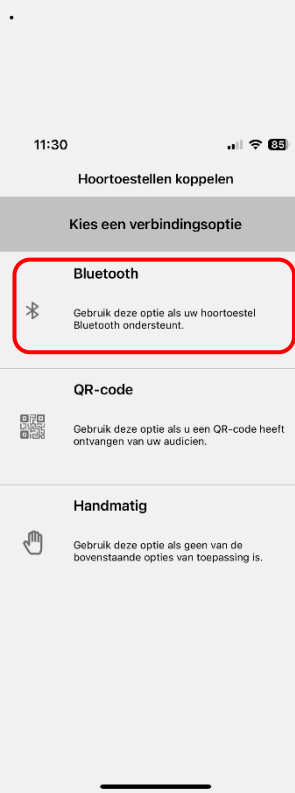 11:30
85
Hoortoestellen koppelen
Kies een verbindingsoptie
Bluetooth
Gebruik deze optie als uw hoortoestel
Bluetooth ondersteunt.
QR-code
Gebruik deze optie als u een QR-code heeft
ontvangen van uw audicien.
Handmatig
Gebruik deze optie als geen van de
bovenstaande opties van toepassing is.